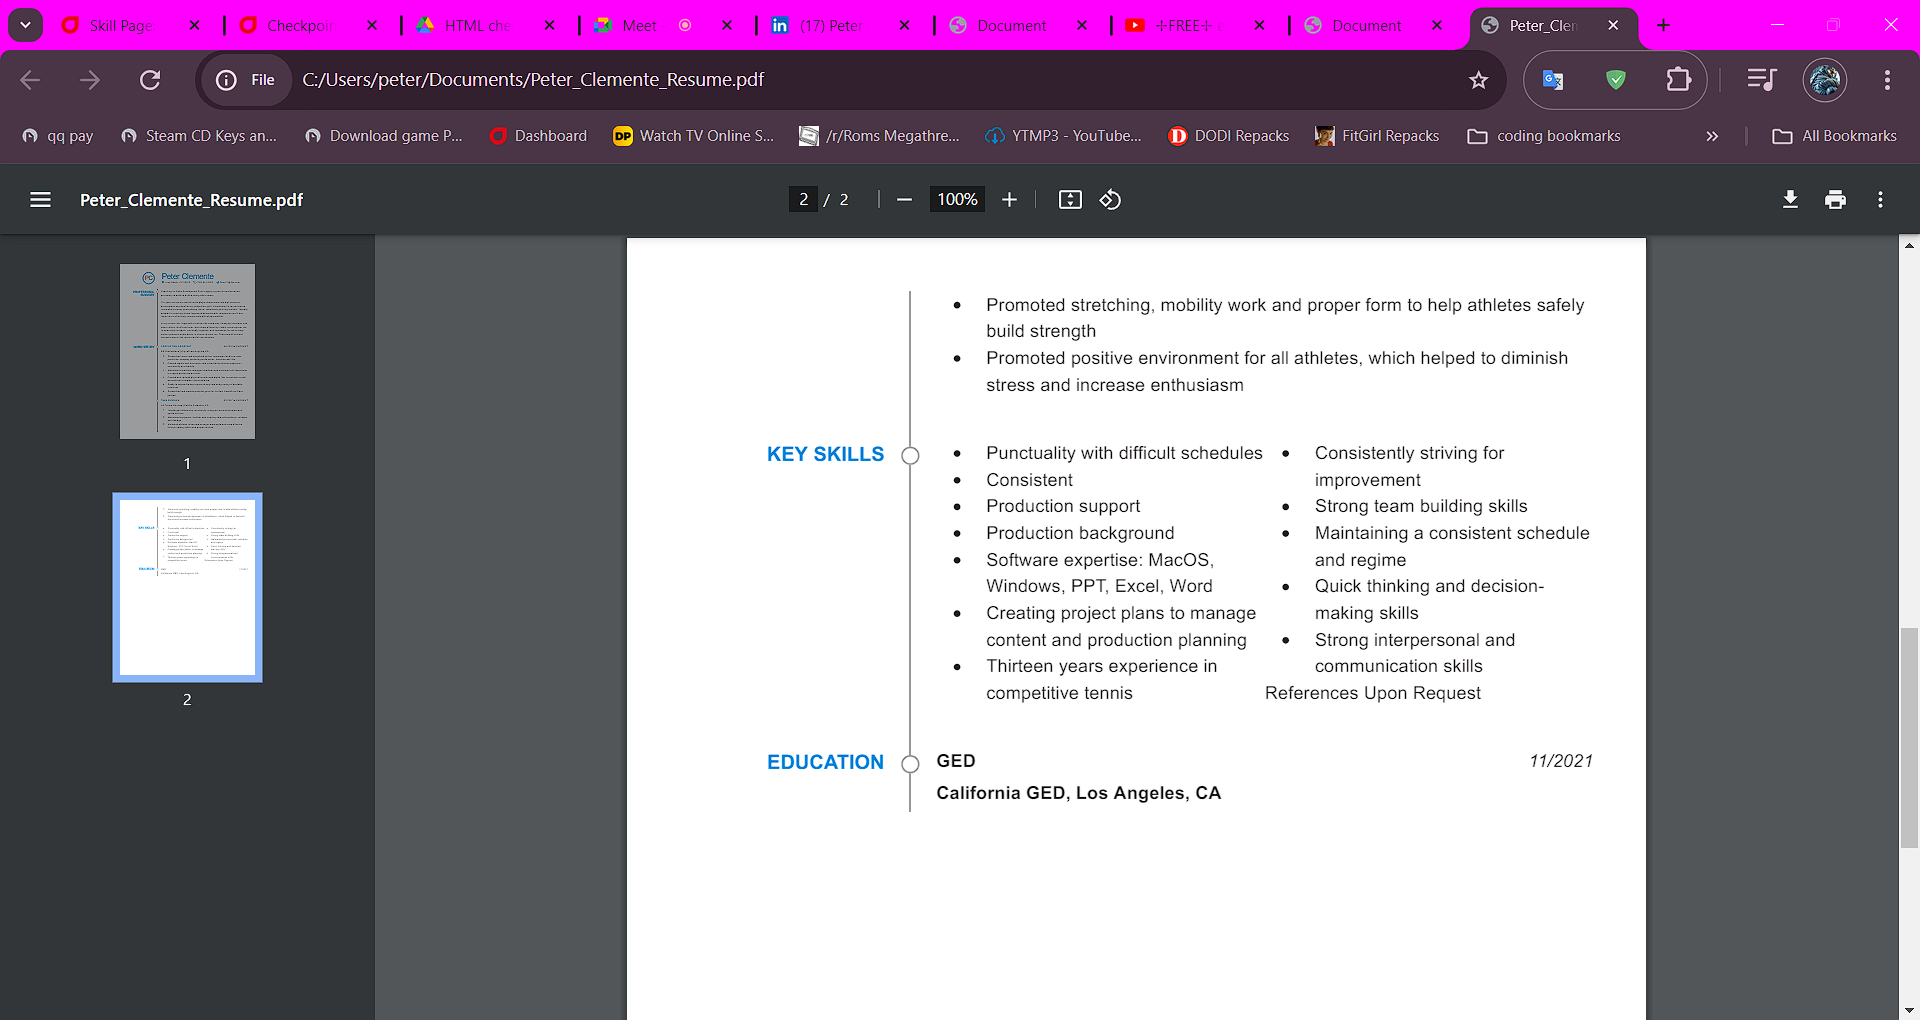 Skill Page
Checkpoin
HTML che
Meet
(17) Peter
Document
÷FREE÷
Document
Peter_Clem
File
C:/Users/peter/Documents/Peter_Clemente_Resume.pdf
qq pay
Steam CD Keys an...
Download game P...
Dashboard
DP
Watch TV Online S...
/r/Roms Megathre...
YTMP3 - YouTube...
DODI Repacks
FitGirl Repacks
coding bookmarks
All Bookmarks
Peter_Clemente_Resume.pdf
2 / 2
100%
Peter Clemente
1
2
• Promoted stretching, mobility work and proper form to help athletes safely
build strength
• Promoted positive environment for all athletes, which helped to diminish
stress and increase enthusiasm
KEY SKILLS
• Punctuality with difficult schedules
• Consistent
• Production support
• Production background
• Software expertise: MacOS,
Windows, PPT, Excel, Word
• Creating project plans to manage
content and production planning
• Thirteen years experience in
competitive tennis
• Consistently striving for
improvement
• Strong team building skills
• Maintaining a consistent schedule
and regime
• Quick thinking and decision-
making skills
• Strong interpersonal and
communication skills
References Upon Request
EDUCATION
GED
11/2021
California GED, Los Angeles, CA